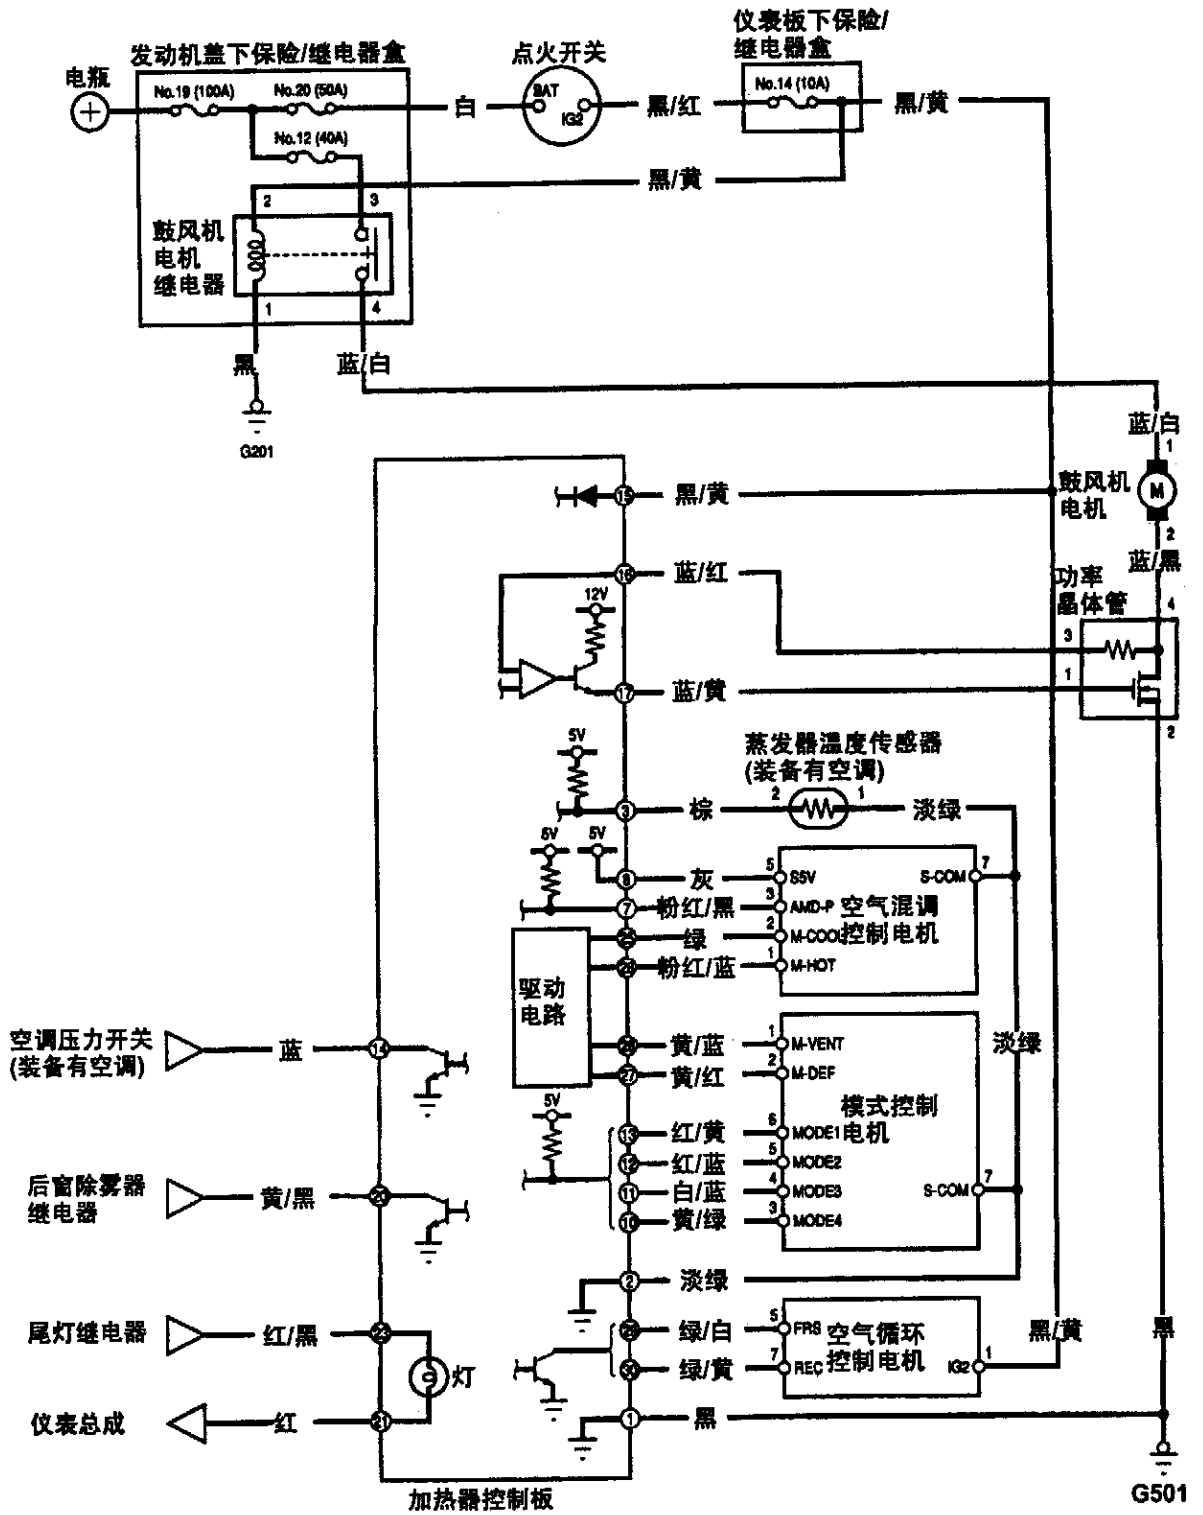 仪表板下保险/
继电器盒
发动机盖下保险/继电器盒
点火开关
电瓶
No.19 (100A)
No.20 (50A)
白
BAT
IG2
黑/红
No.14 (10A)
黑/黄
No.12 (40A)
黑/黄
2
3
鼓风机
电机
继电器
1
4
黑
蓝/白
G201
蓝/白
1
鼓风机
电机
M
2
蓝/黑
15
黑/黄
16
蓝/红
12V
17
蓝/黄
功率
晶体管
4
3
1
2
5V
蒸发器温度传感器
(装备有空调)
3
棕
2
1
淡绿
5V
5V
8
灰
5
S5V
S-COM
7
7
粉红/黑
3
AMD-P
空气混调
控制电机
25
绿
2
M-COOL
粉红/蓝
1
M-HOT
驱动
电路
空调压力开关
(装备有空调)
蓝
14
黄/蓝
1
M-VENT
淡绿
27
黄/红
2
M-DEF
模式控制
电机
5V
13
红/黄
6
MODE1
12
红/蓝
5
MODE2
11
白/蓝
4
MODE3
S-COM
7
10
黄/绿
3
MODE4
后窗除雾器
继电器
黄/黑
20
2
淡绿
尾灯继电器
红/黑
23
灯
29
绿/白
5
FRS
空气循环
控制电机
30
绿/黄
7
REC
IG2
1
黑/黄
黑
仪表总成
红
21
1
黑
加热器控制板
G501